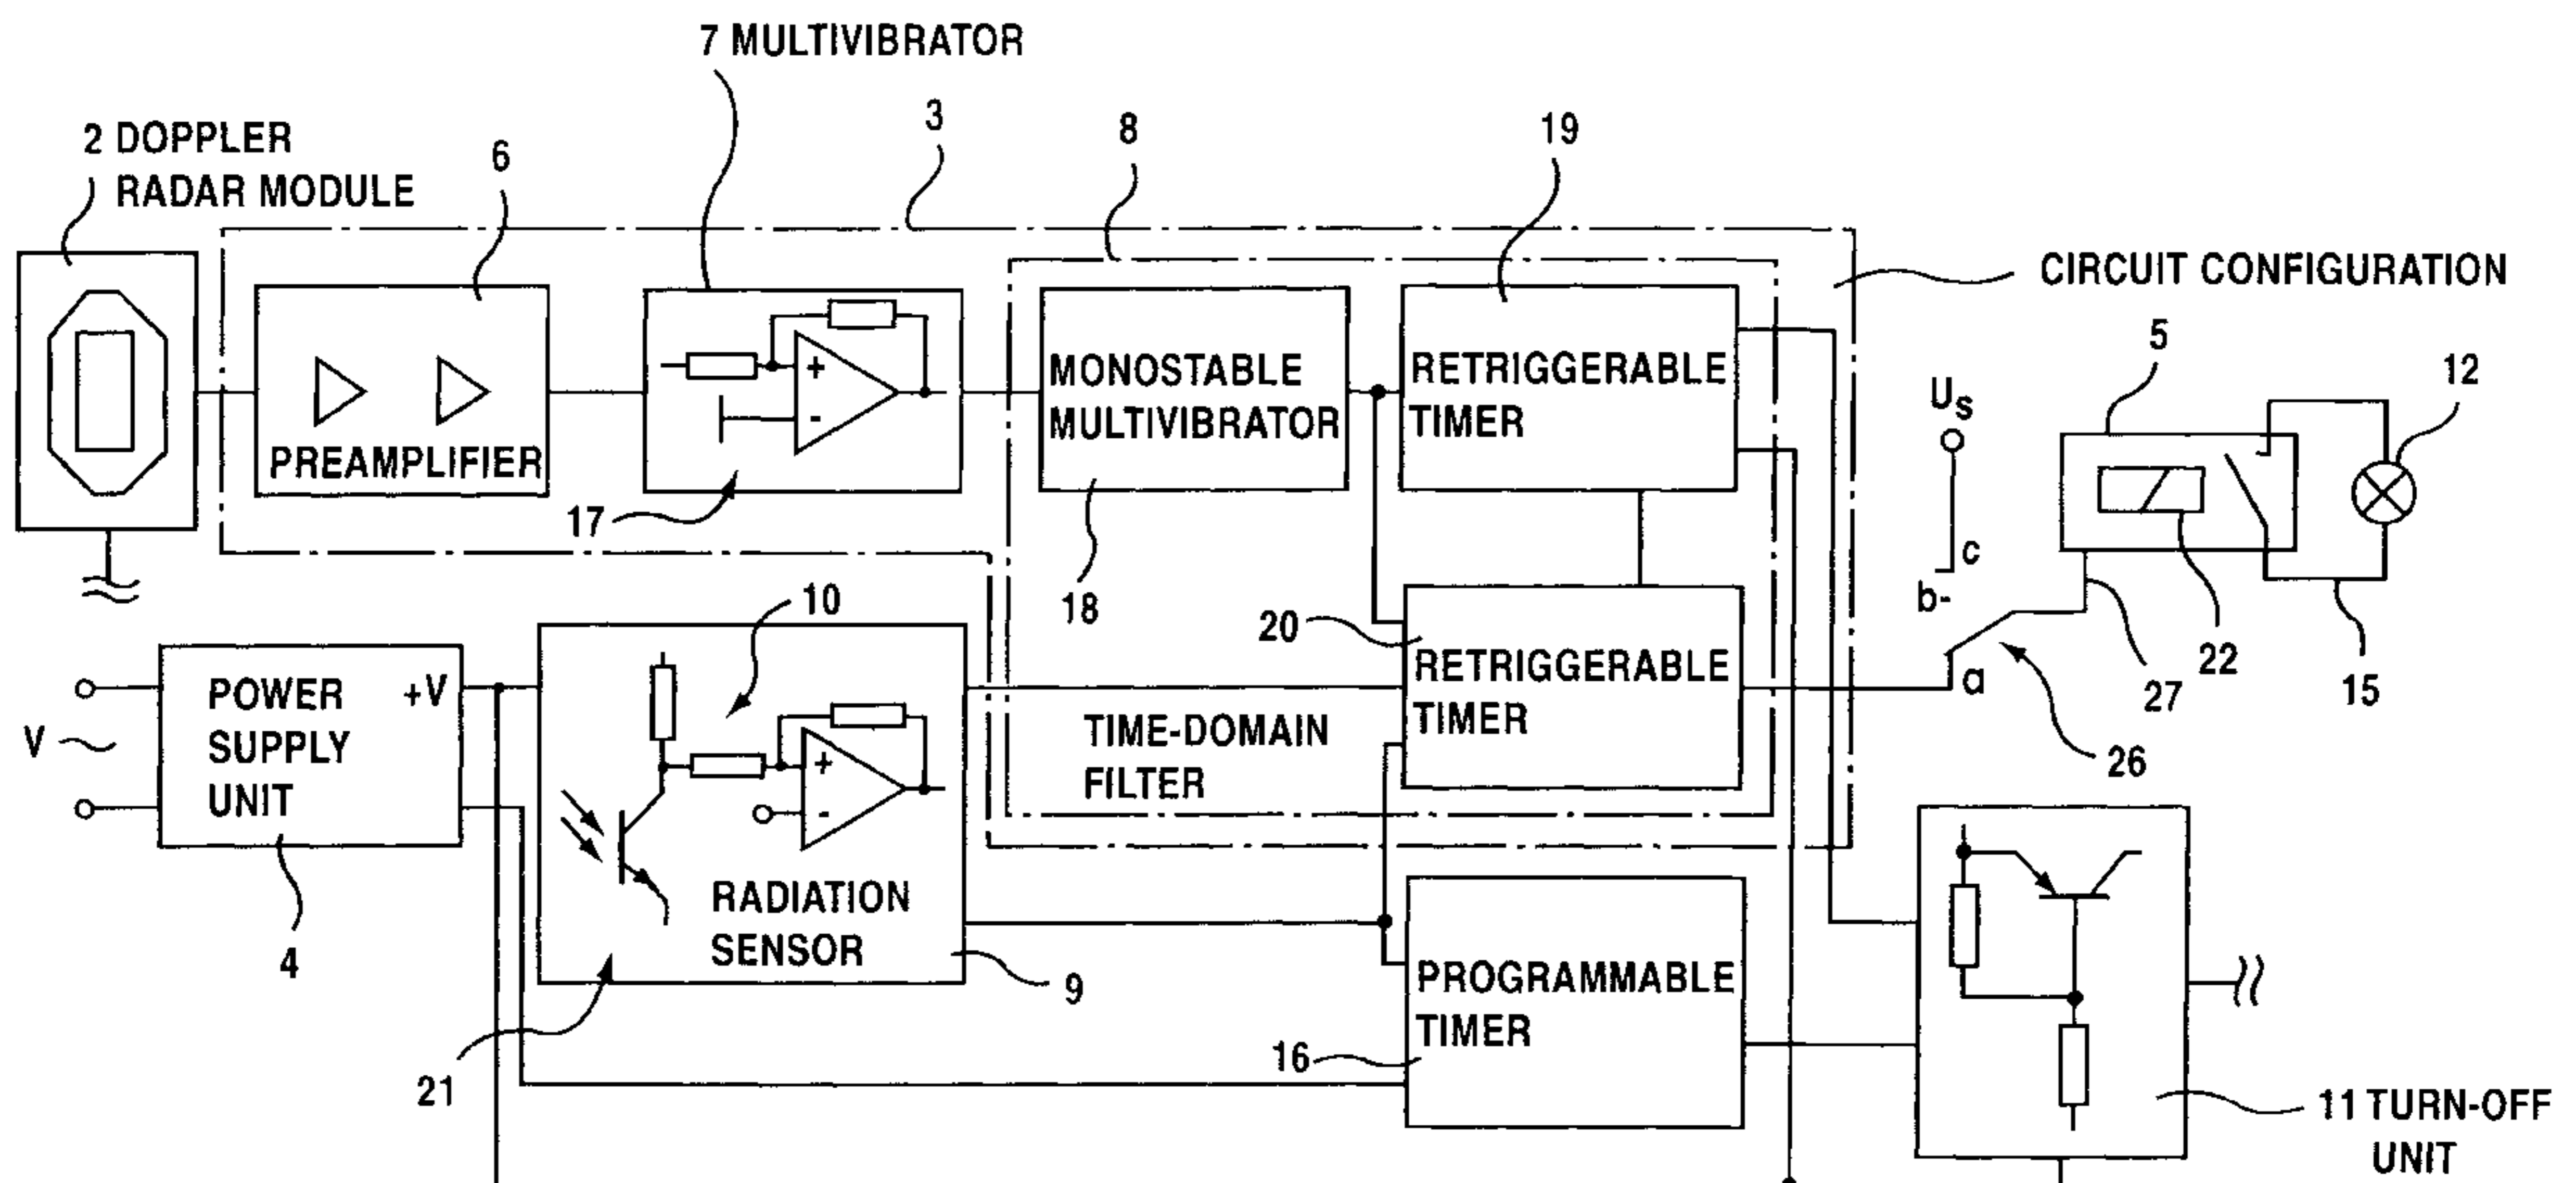 7 MULTIVIBRATOR
3
8
19
2 DOPPLER
RADAR MODULE
6
CIRCUIT CONFIGURATION
5
12
U_S
PREAMPLIFIER
+
-
17
MONOSTABLE
MULTIVIBRATOR
18
RETRIGGERABLE
TIMER
c
b-
a
26
27
22
15
V ~
POWER
SUPPLY
UNIT
+V
4
10
+
-
RADIATION
SENSOR
9
21
20
RETRIGGERABLE
TIMER
TIME-DOMAIN
FILTER
PROGRAMMABLE
TIMER
16
11 TURN-OFF
UNIT